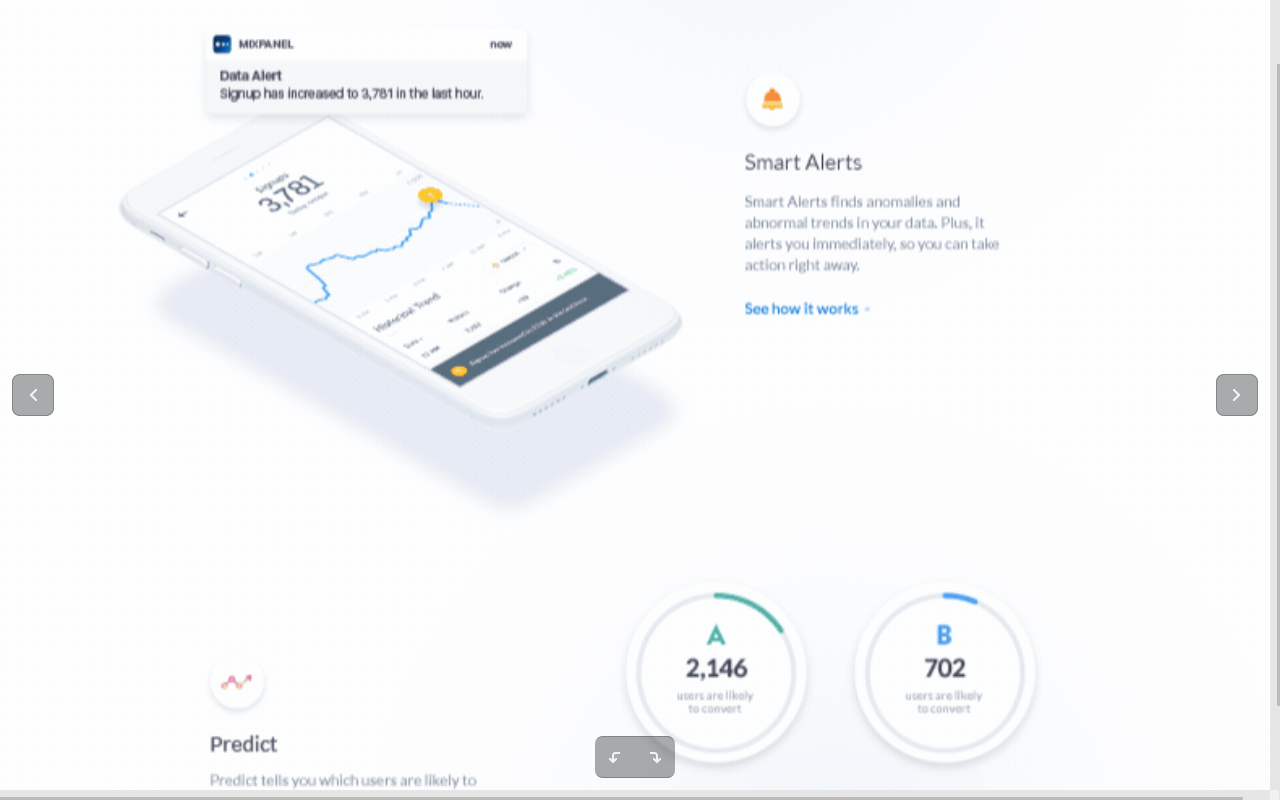 MIXPANEL now
Data Alert
Signup has increased to 3,781 in the last hour.
Signups
3,781
Historical Trend
Smart Alerts
Smart Alerts finds anomalies and
abnormal trends in your data. Plus, it
alerts you immediately, so you can take
action right away.
See how it works
A
2,146
users are likely
to convert
B
702
users are likely
to convert
Predict
Predict tells you which users are likely to